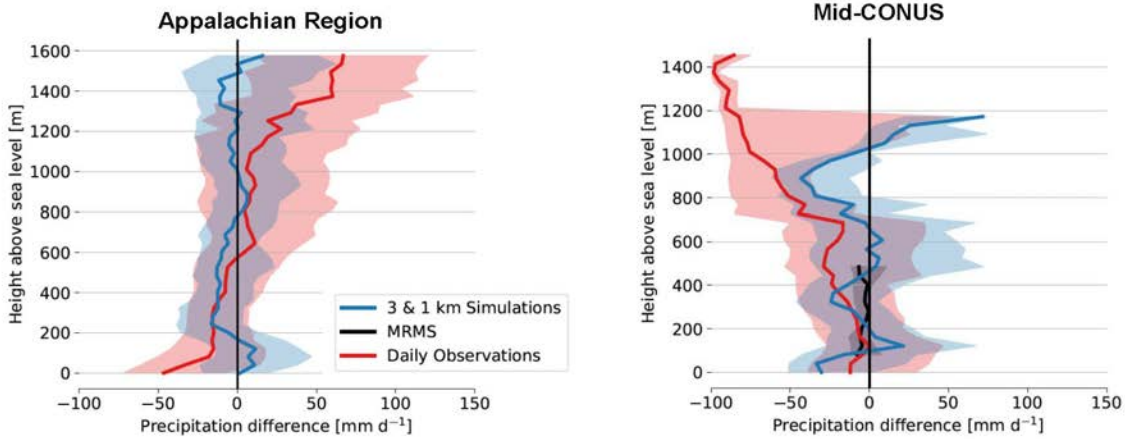 Appalachian Region
1600
1400
1200
1000
800
600
400
200
0
Height above sea level [m]
−100 −50 0 50 100 150
Precipitation difference [mm d⁻¹]
3 & 1 km Simulations
MRMS
Daily Observations
Mid-CONUS
1400
1200
1000
800
600
400
200
0
Height above sea level [m]
−100 −50 0 50 100 150
Precipitation difference [mm d⁻¹]